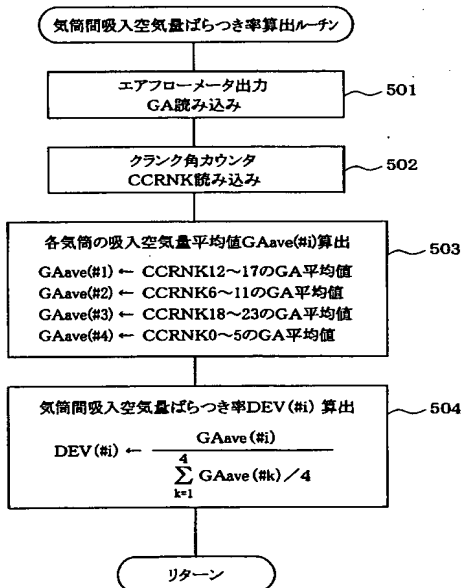 気筒間吸入空気量ばらつき率算出ルーチン
エアフローメータ出力
GA読み込み
501
クランク角カウンタ
CCRNK読み込み
502
各気筒の吸入空気量平均値GAave(#i)算出
503
GAave(#1) ← CCRNK12~17のGA平均値
GAave(#2) ← CCRNK6~11のGA平均値
GAave(#3) ← CCRNK18~23のGA平均値
GAave(#4) ← CCRNK0~5のGA平均値
気筒間吸入空気量ばらつき率DEV(#i) 算出
504
DEV(#i) ←
GAave(#i)
4
Σ GAave(#k)/4
k=1
リターン